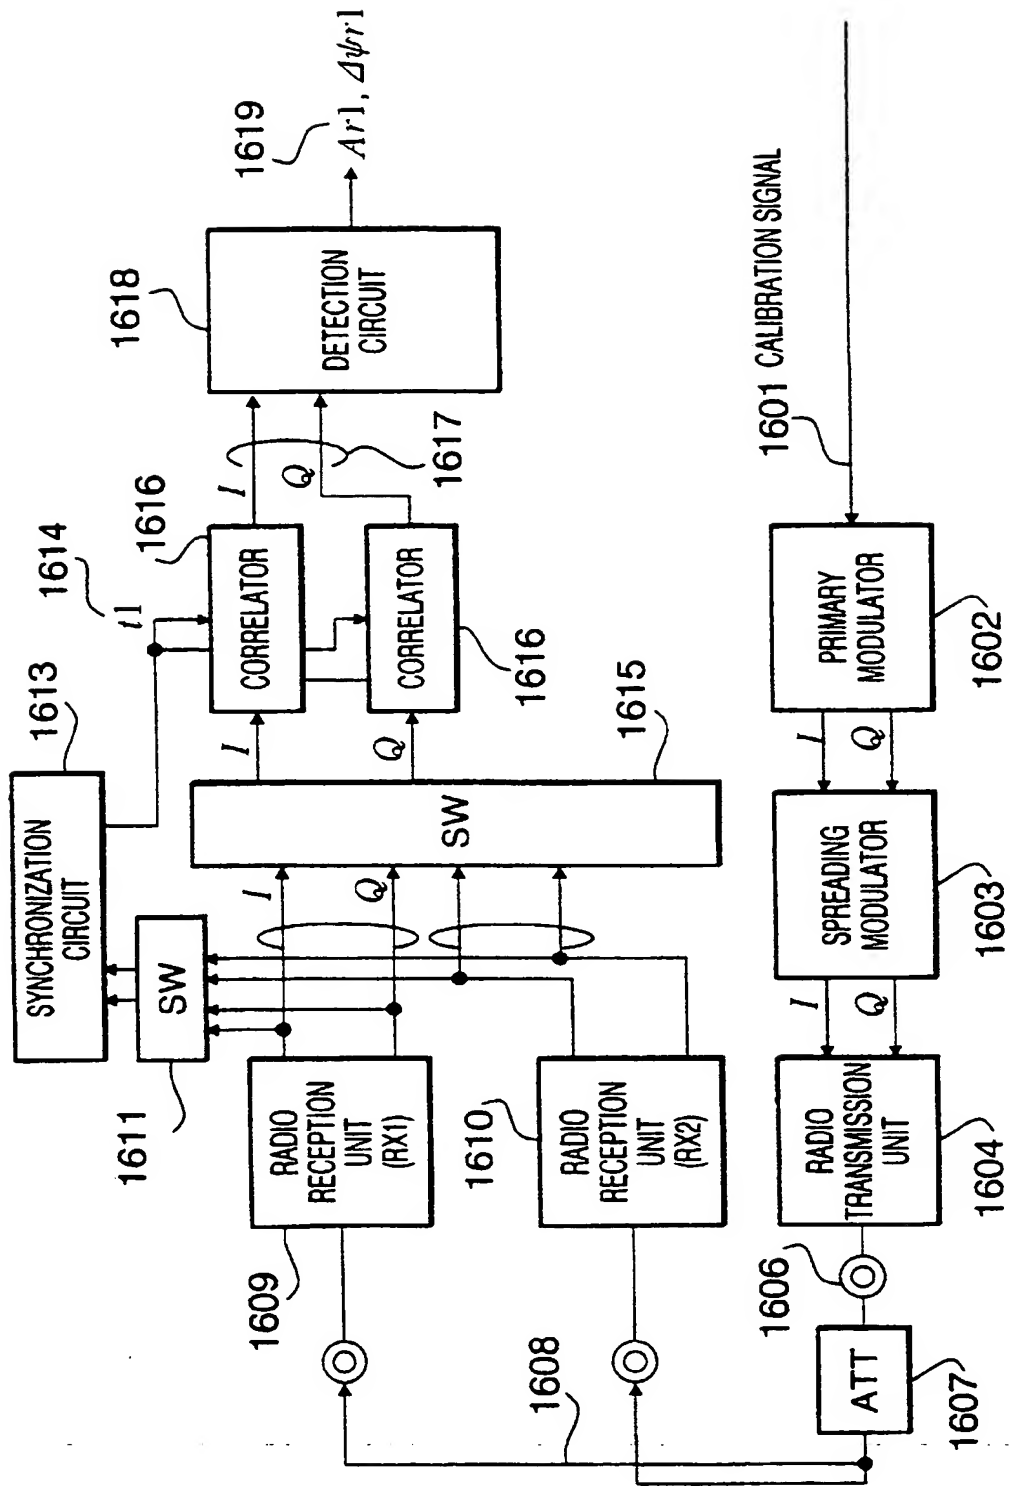 1619
Ar1, Δψr1
1618
DETECTION
CIRCUIT
1617
I
Q
1616
1614
t1
CORRELATOR
CORRELATOR
1616
1613
SYNCHRONIZATION
CIRCUIT
I
Q
1615
SW
SW
1611
I
Q
RADIO
RECEPTION
UNIT
(RX1)
1609
1610
RADIO
RECEPTION
UNIT
(RX2)
1608
1601 CALIBRATION SIGNAL
PRIMARY
MODULATOR
1602
I
Q
SPREADING
MODULATOR
1603
I
Q
RADIO
TRANSMISSION
UNIT
1604
1606
ATT
1607